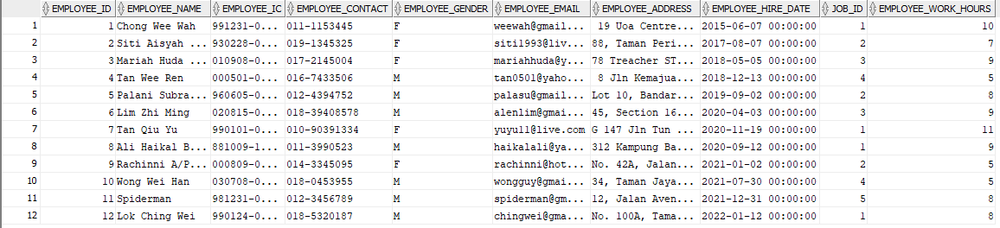 EMPLOYEE_ID EMPLOYEE_NAME EMPLOYEE_IC EMPLOYEE_CONTACT EMPLOYEE_GENDER EMPLOYEE_EMAIL EMPLOYEE_ADDRESS EMPLOYEE_HIRE_DATE JOB_ID EMPLOYEE_WORK_HOURS
1 1 Chong Wee Wah 991231-0... 011-1153445 F weewah@gmail... 19 Uoa Centre... 2015-06-07 00:00:00 1 10
2 2 Siti Aisyah ... 930228-0... 019-1345325 F siti1993@liv... 88, Taman Peri... 2017-08-07 00:00:00 2 7
3 3 Mariah Huda ... 010908-0... 017-2145004 F mariahhuda@y... 78 Treacher ST... 2018-05-05 00:00:00 3 9
4 4 Tan Wee Ren 000501-0... 016-7433506 M tan0501@yaho... 8 Jln Kemajua... 2018-12-13 00:00:00 4 5
5 5 Palani Subra... 960605-0... 012-4394752 M palasu@gmail... Lot 10, Bandar... 2019-09-02 00:00:00 2 8
6 6 Lim Zhi Ming 020815-0... 018-39408578 M alenlim@gmai... 45, Section 16... 2020-04-03 00:00:00 3 9
7 7 Tan Qiu Yu 990101-0... 010-90391334 F yuyu11@live.com G 147 Jln Tun ... 2020-11-19 00:00:00 1 11
8 8 Ali Haikal B... 881009-1... 011-3990523 M haikalali@ya... 312 Kampung Ba... 2020-09-12 00:00:00 1 9
9 9 Rachinni A/P... 000809-0... 014-3345095 F rachinni@hot... No. 42A, Jalan... 2021-01-02 00:00:00 2 5
10 10 Wong Wei Han 030708-0... 018-0453955 M wongguy@gmai... 34, Taman Jaya... 2021-07-30 00:00:00 4 5
11 11 Spiderman 981231-0... 012-3456789 M spiderman@gm... 12, Jalan Aven... 2021-12-31 00:00:00 5 8
12 12 Lok Ching Wei 990124-0... 018-5320187 M chingwei@gma... No. 100A, Tama... 2022-01-12 00:00:00 1 8